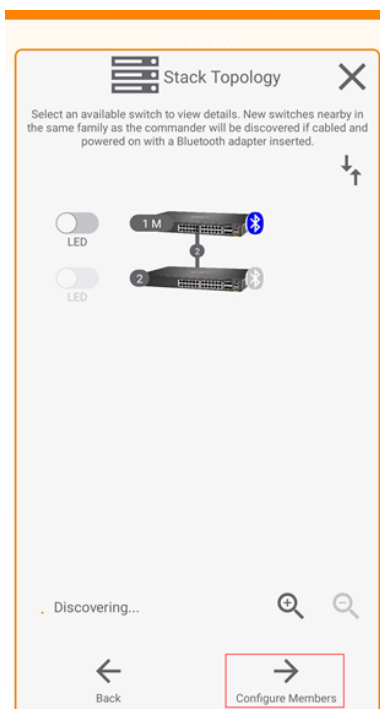 Stack Topology
Select an available switch to view details. New switches nearby in
the same family as the commander will be discovered if cabled and
powered on with a Bluetooth adapter inserted.
LED
1 M
2
LED
2
Discovering...
Back
Configure Members